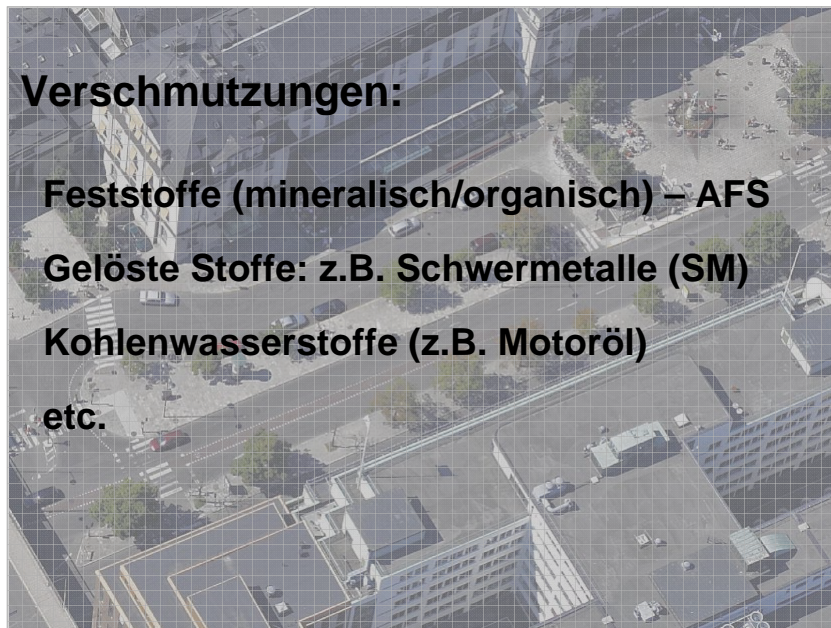 Verschmutzungen:
Feststoffe (mineralisch/organisch) – AFS
Gelöste Stoffe: z.B. Schwermetalle (SM)
Kohlenwasserstoffe (z.B. Motoröl)
etc.